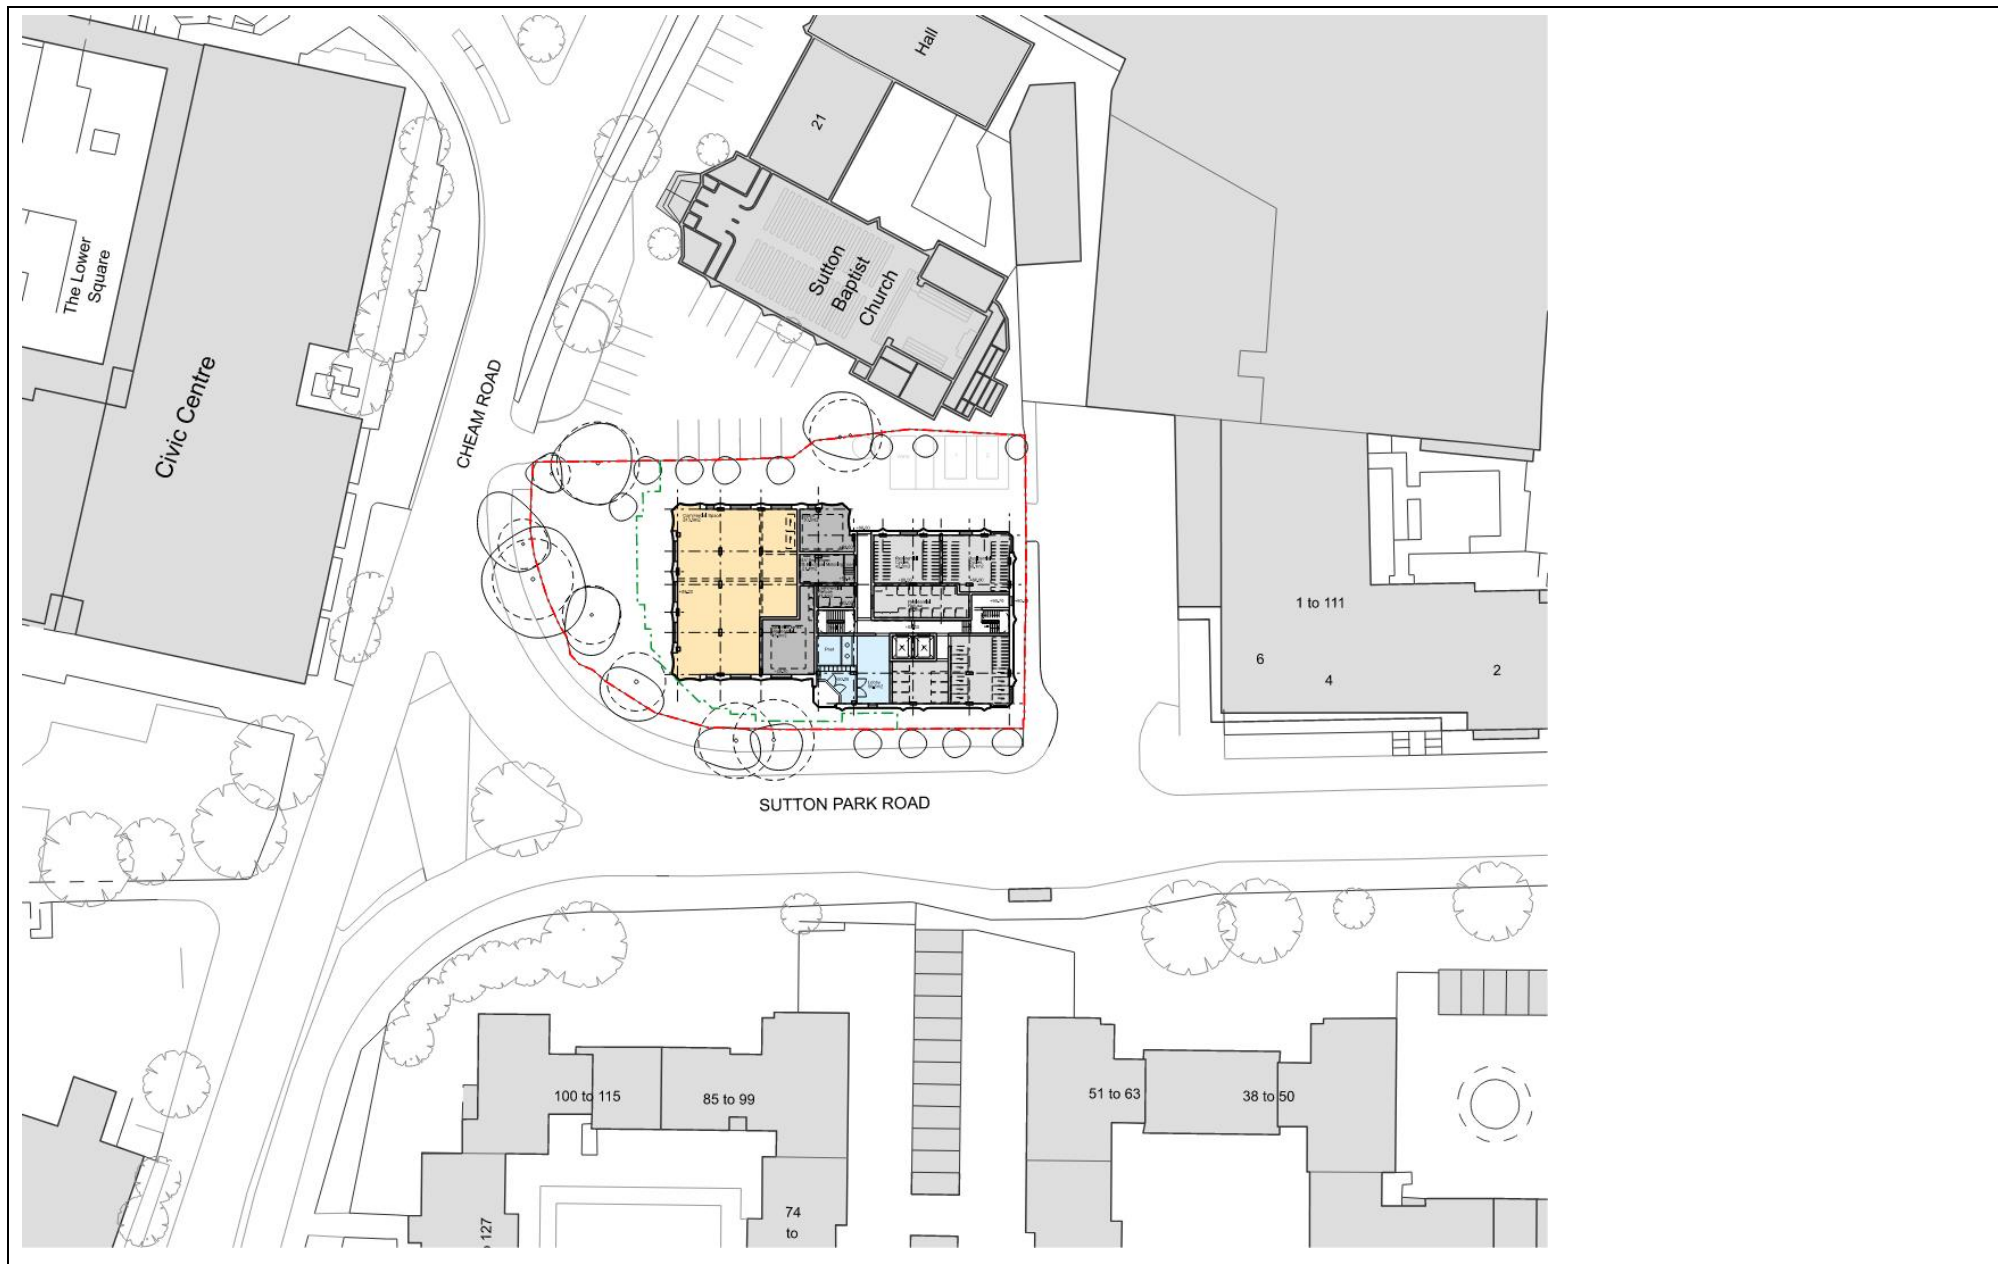 Hall
21
The Lower
Square
Sutton
Baptist
Church
Civic Centre
CHEAM ROAD
1 to 111
6
4
2
SUTTON PARK ROAD
100 to 115
85 to 99
51 to 63
38 to 50
74
to
127